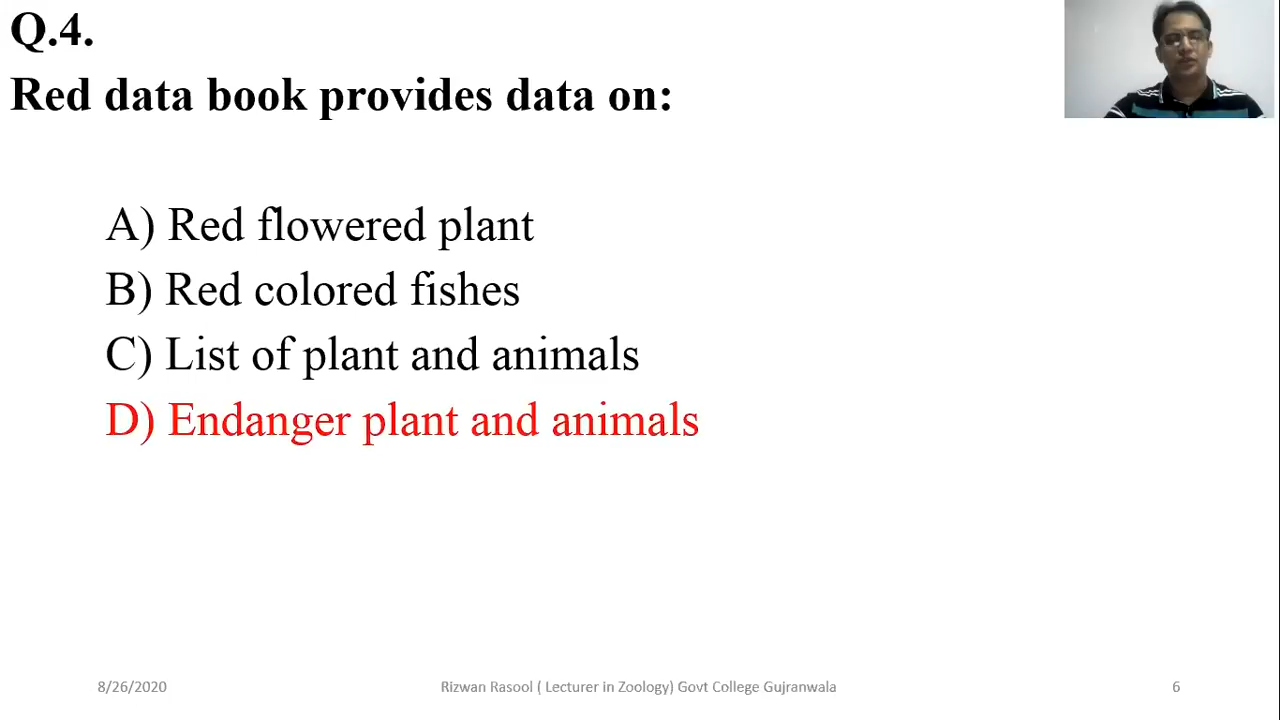 Q.4.
Red data book provides data on:
A) Red flowered plant
B) Red colored fishes
C) List of plant and animals
D) Endanger plant and animals
8/26/2020
Rizwan Rasool ( Lecturer in Zoology) Govt College Gujranwala
6